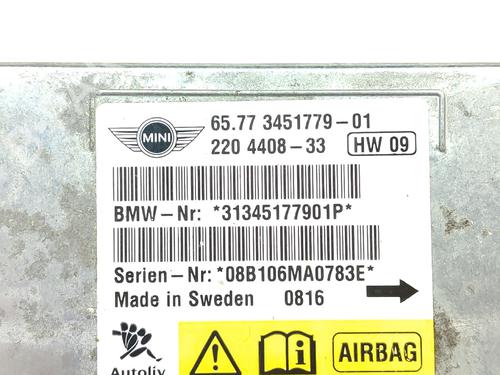 MINI
65.77 3451779-01
220 4408-33 HW 09
BMW-Nr: *31345177901P*
Serien-Nr: *08B106MA0783E*
Made in Sweden 0816
Autoliv
AIRBAG